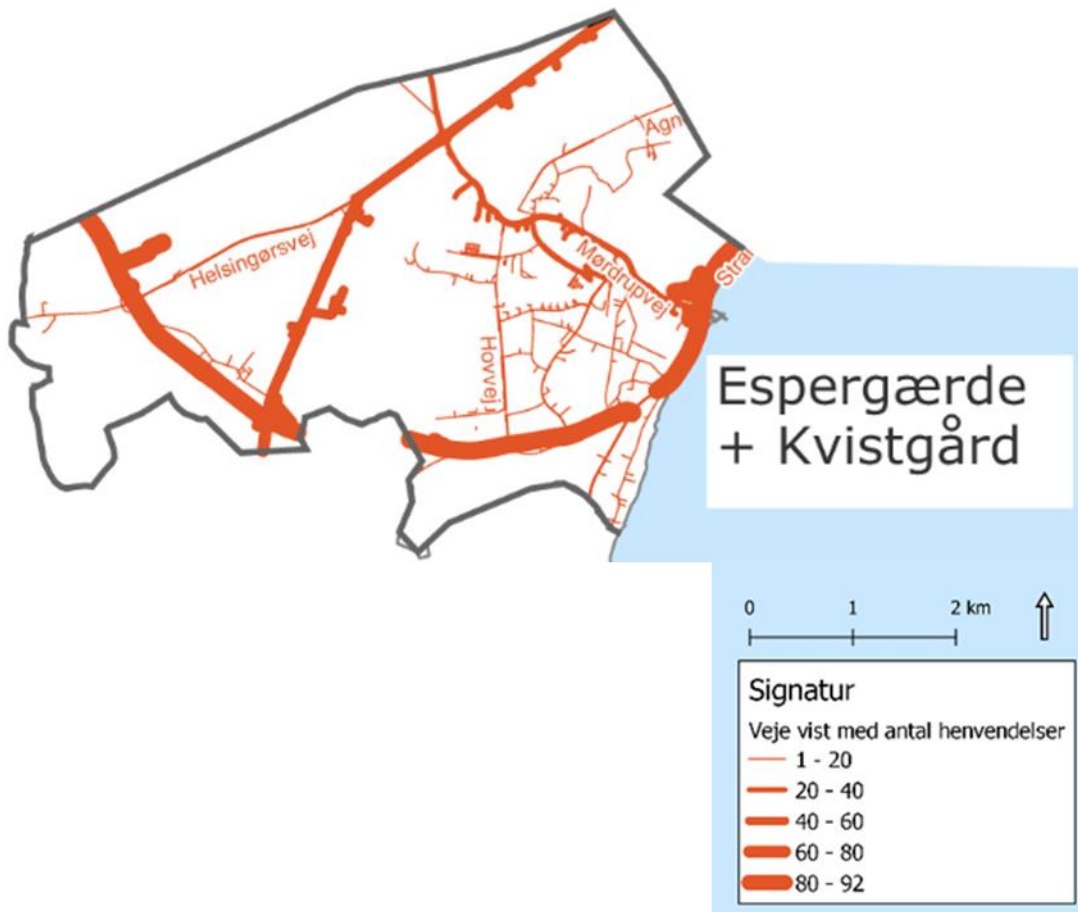 Agn
Helsingørsvej
Mørdrupvej
Stran
Hovvej
Espergærde
+ Kvistgård
0 1 2 km
Signatur
Veje vist med antal henvendelser
1 - 20
20 - 40
40 - 60
60 - 80
80 - 92